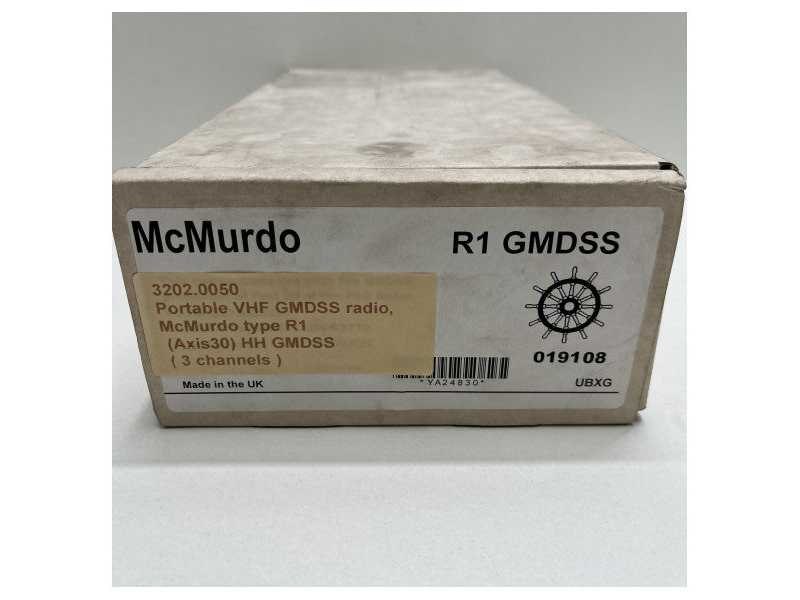 McMurdo
R1 GMDSS
3202.0050
Portable VHF GMDSS radio,
McMurdo type R1
(Axis30) HH GMDSS
( 3 channels )
019108
*YA24830*
Made in the UK
UBXG